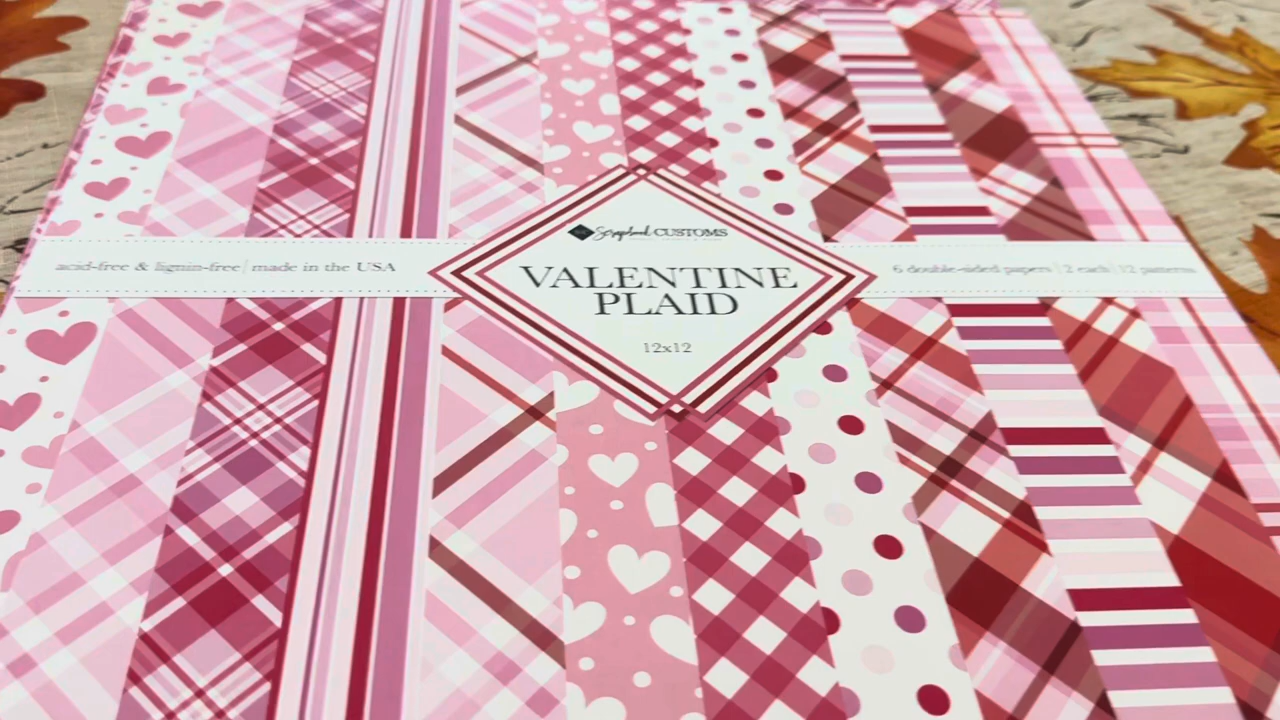 Scrapbook CUSTOMS
VALENTINE
PLAID
12x12
acid-free & lignin-free | made in the USA
6 double-sided papers | 2 each | 12 patterns